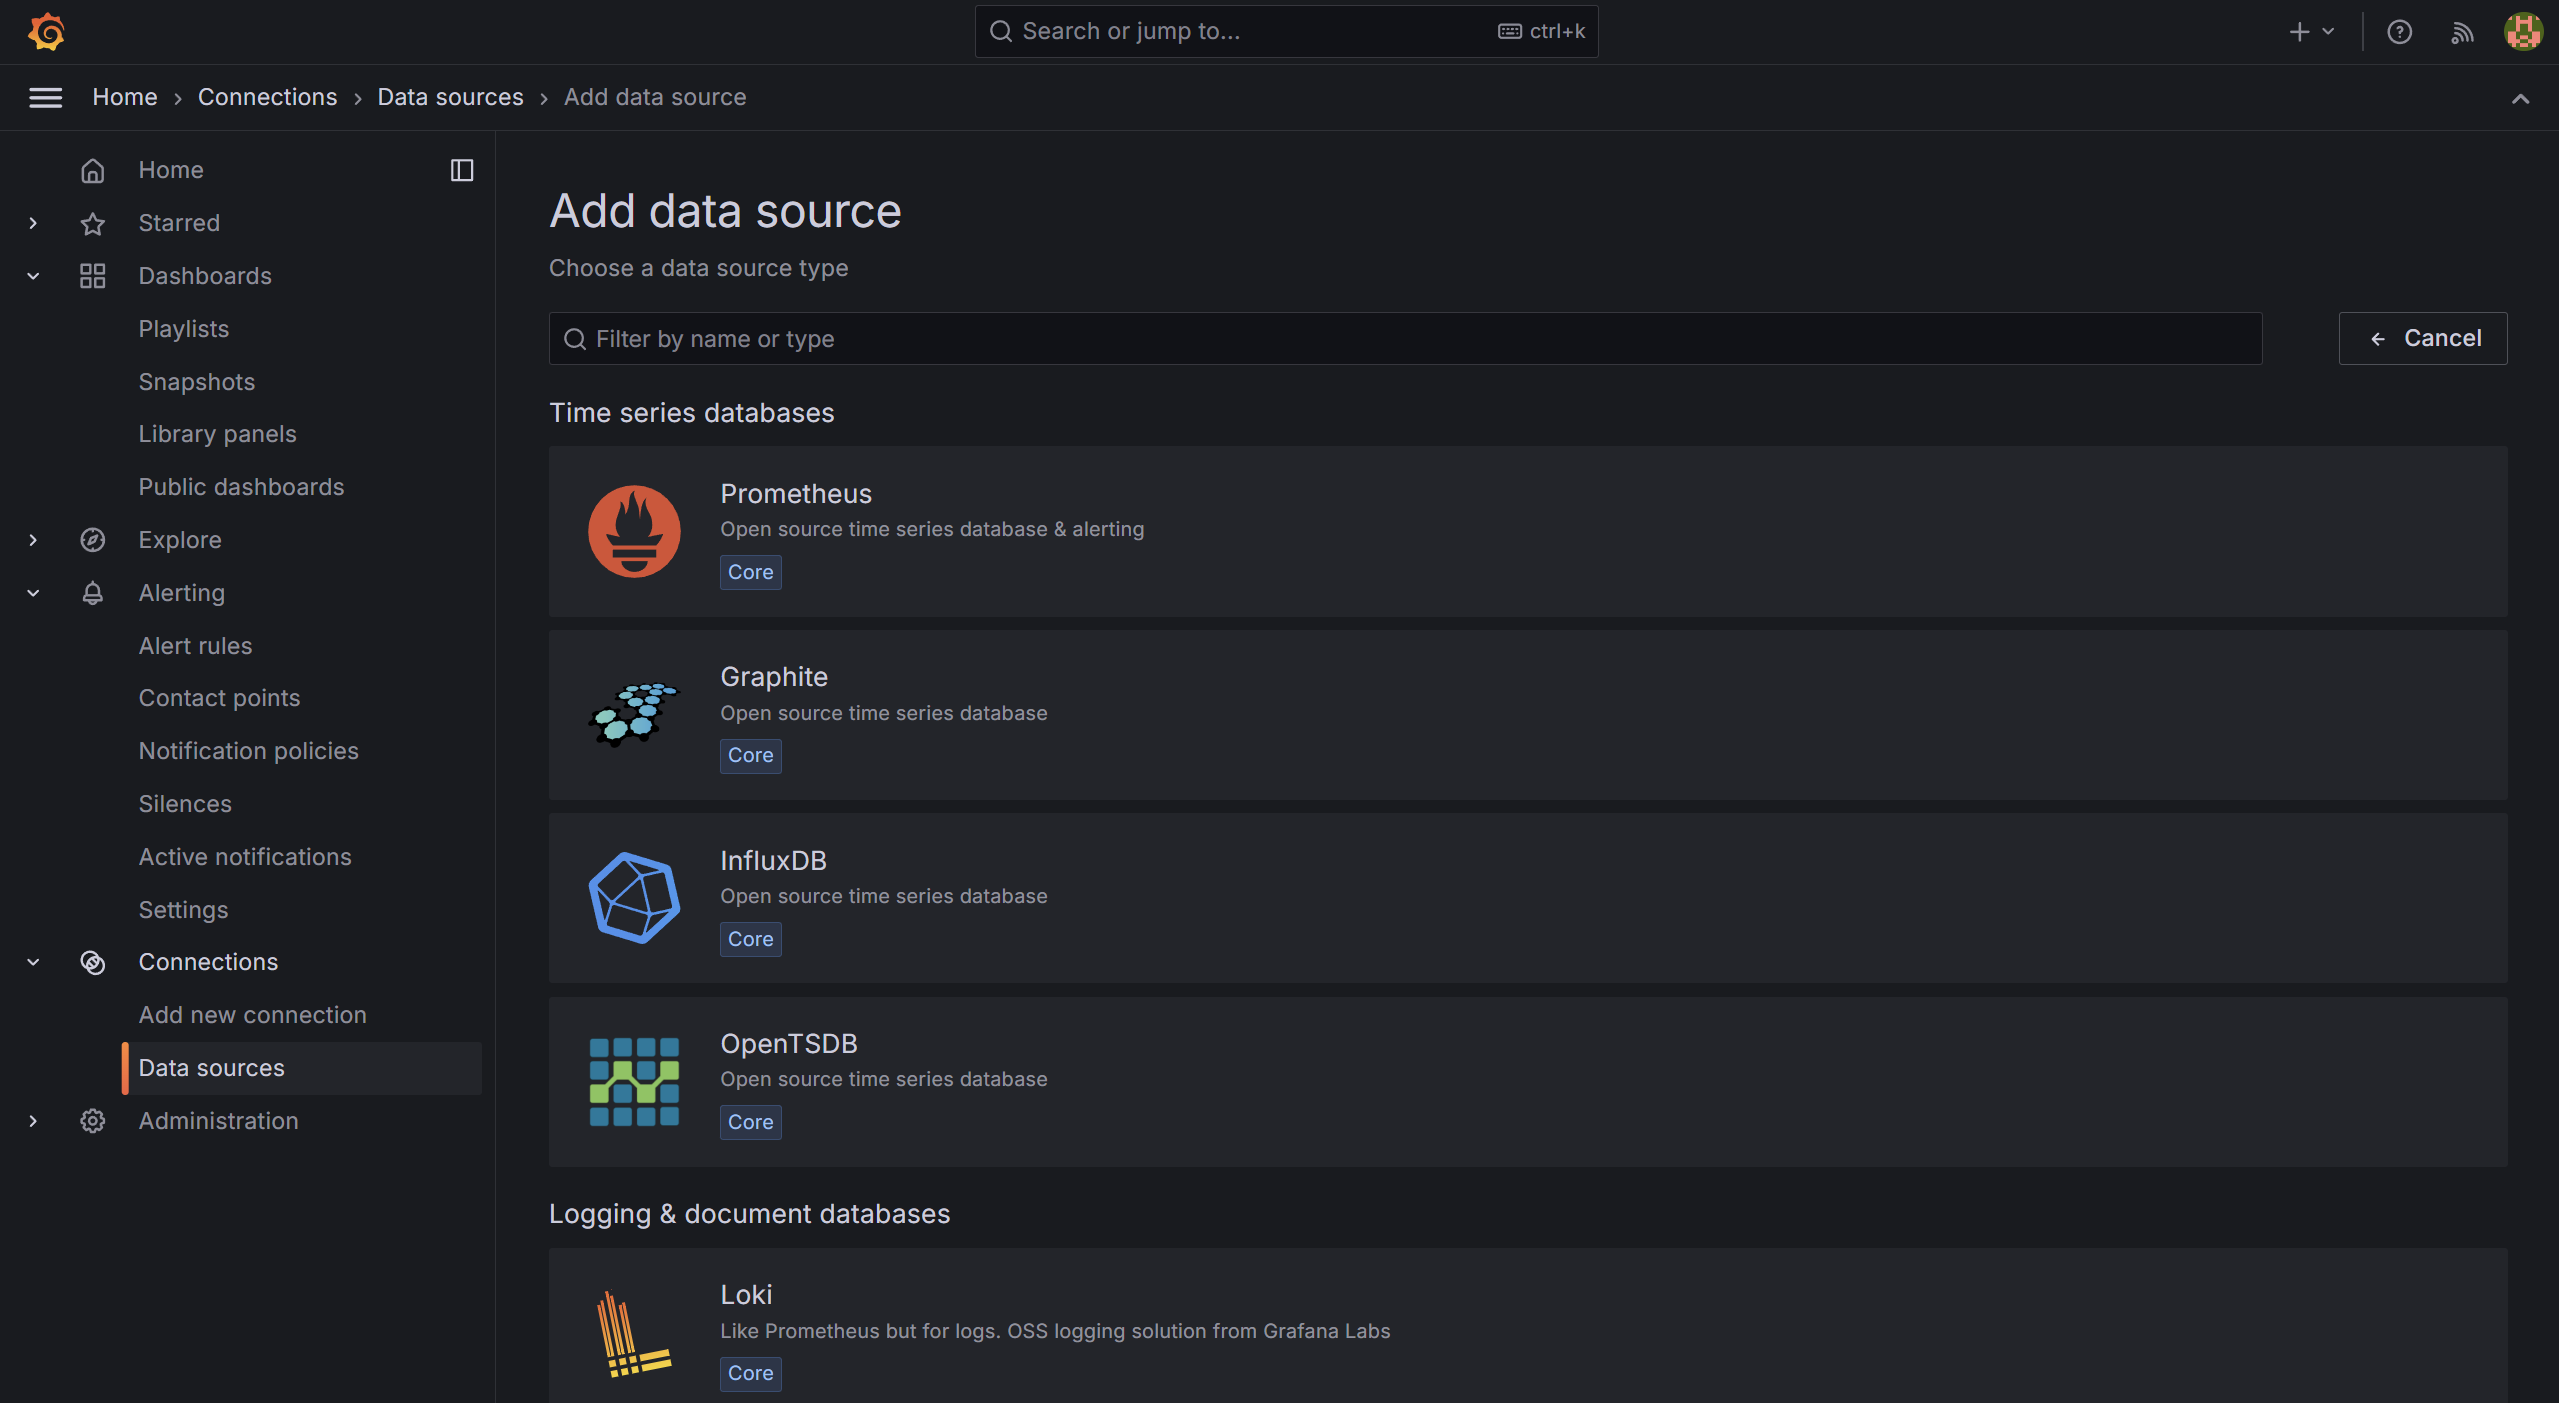 Search or jump to...
ctrl+k
Home
Connections
Data sources
Add data source
Home
Starred
Dashboards
Playlists
Snapshots
Library panels
Public dashboards
Explore
Alerting
Alert rules
Contact points
Notification policies
Silences
Active notifications
Settings
Connections
Add new connection
Data sources
Administration
Add data source
Choose a data source type
Filter by name or type
Cancel
Time series databases
Prometheus
Open source time series database & alerting
Core
Graphite
Open source time series database
Core
InfluxDB
Open source time series database
Core
OpenTSDB
Open source time series database
Core
Logging & document databases
Loki
Like Prometheus but for logs. OSS logging solution from Grafana Labs
Core